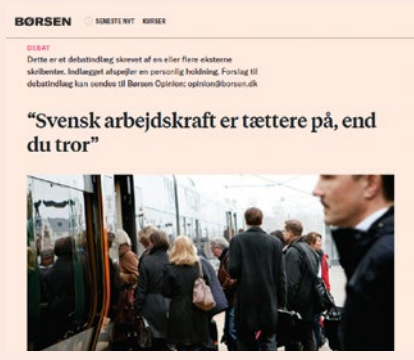 BØRSEN SENESTE NYT KURSER
DEBAT
Dette er et debatindlæg skrevet af en eller flere eksterne
skribenter. Indlægget afspejler en personlig holdning. Forslag til
debatindlæg kan sendes til Børsen Opinion: opinion@borsen.dk
“Svensk arbejdskraft er tættere på, end
du tror”